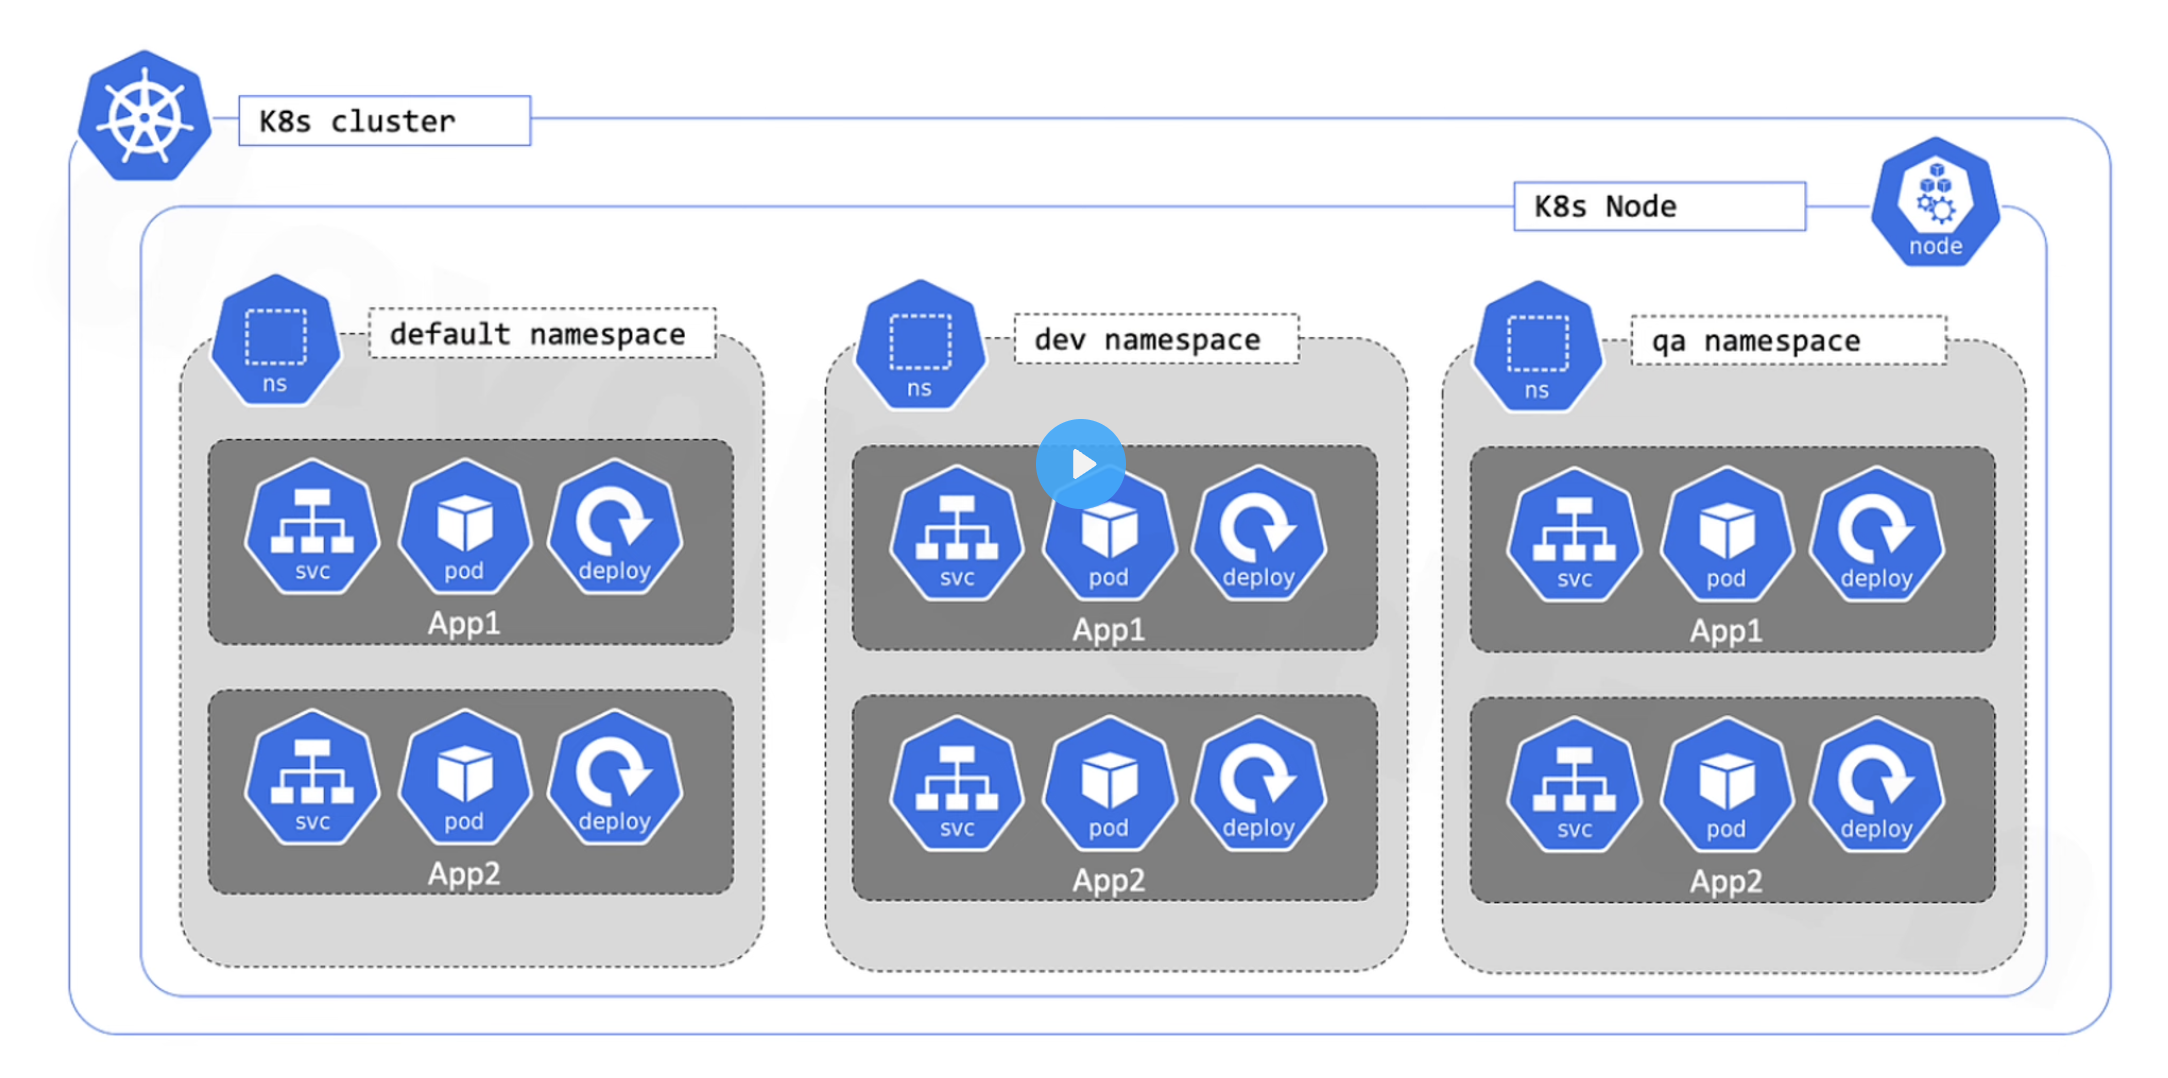 K8s cluster
K8s Node
node
default namespace
ns
dev namespace
ns
qa namespace
ns
svc pod deploy
App1
svc pod deploy
App1
svc pod deploy
App1
svc pod deploy
App2
svc pod deploy
App2
svc pod deploy
App2